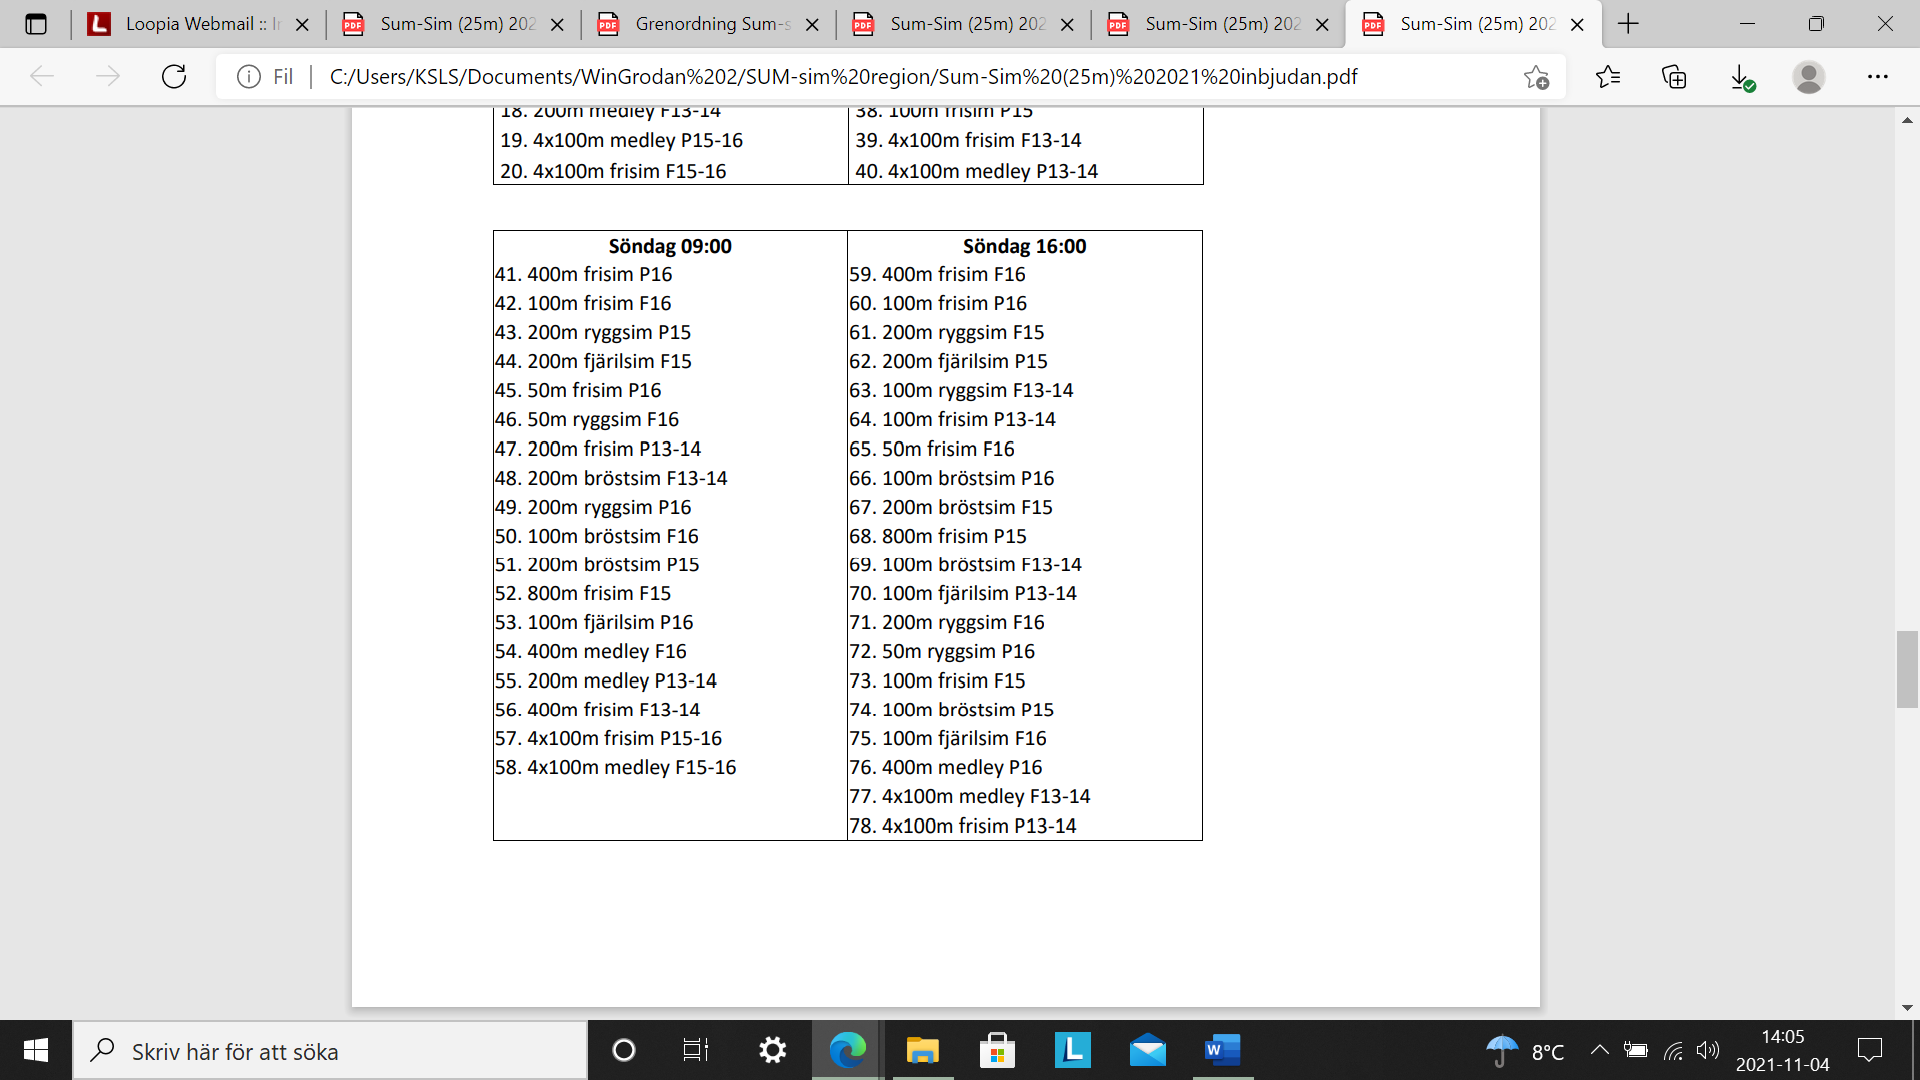 Loopia Webmail :: I
Sum-Sim (25m) 202
Grenordning Sum-s
Sum-Sim (25m) 202
Sum-Sim (25m) 202
Sum-Sim (25m) 202
Fil
C:/Users/KSLS/Documents/WinGrodan%202/SUM-sim%20region/Sum-Sim%20(25m)%202021%20inbjudan.pdf
18. 200m medley F13-14
19. 4x100m medley P15-16
20. 4x100m frisim F15-16
38. 100m frisim P15
39. 4x100m frisim F13-14
40. 4x100m medley P13-14
Söndag 09:00
41. 400m frisim P16
42. 100m frisim F16
43. 200m ryggsim P15
44. 200m fjärilsim F15
45. 50m frisim P16
46. 50m ryggsim F16
47. 200m frisim P13-14
48. 200m bröstsim F13-14
49. 200m ryggsim P16
50. 100m bröstsim F16
51. 200m bröstsim P15
52. 800m frisim F15
53. 100m fjärilsim P16
54. 400m medley F16
55. 200m medley P13-14
56. 400m frisim F13-14
57. 4x100m frisim P15-16
58. 4x100m medley F15-16
Söndag 16:00
59. 400m frisim F16
60. 100m frisim P16
61. 200m ryggsim F15
62. 200m fjärilsim P15
63. 100m ryggsim F13-14
64. 100m frisim P13-14
65. 50m frisim F16
66. 100m bröstsim P16
67. 200m bröstsim F15
68. 800m frisim P15
69. 100m bröstsim F13-14
70. 100m fjärilsim P13-14
71. 200m ryggsim F16
72. 50m ryggsim P16
73. 100m frisim F15
74. 100m bröstsim P15
75. 100m fjärilsim F16
76. 400m medley P16
77. 4x100m medley F13-14
78. 4x100m frisim P13-14
Skriv här för att söka
8°C
14:05
2021-11-04